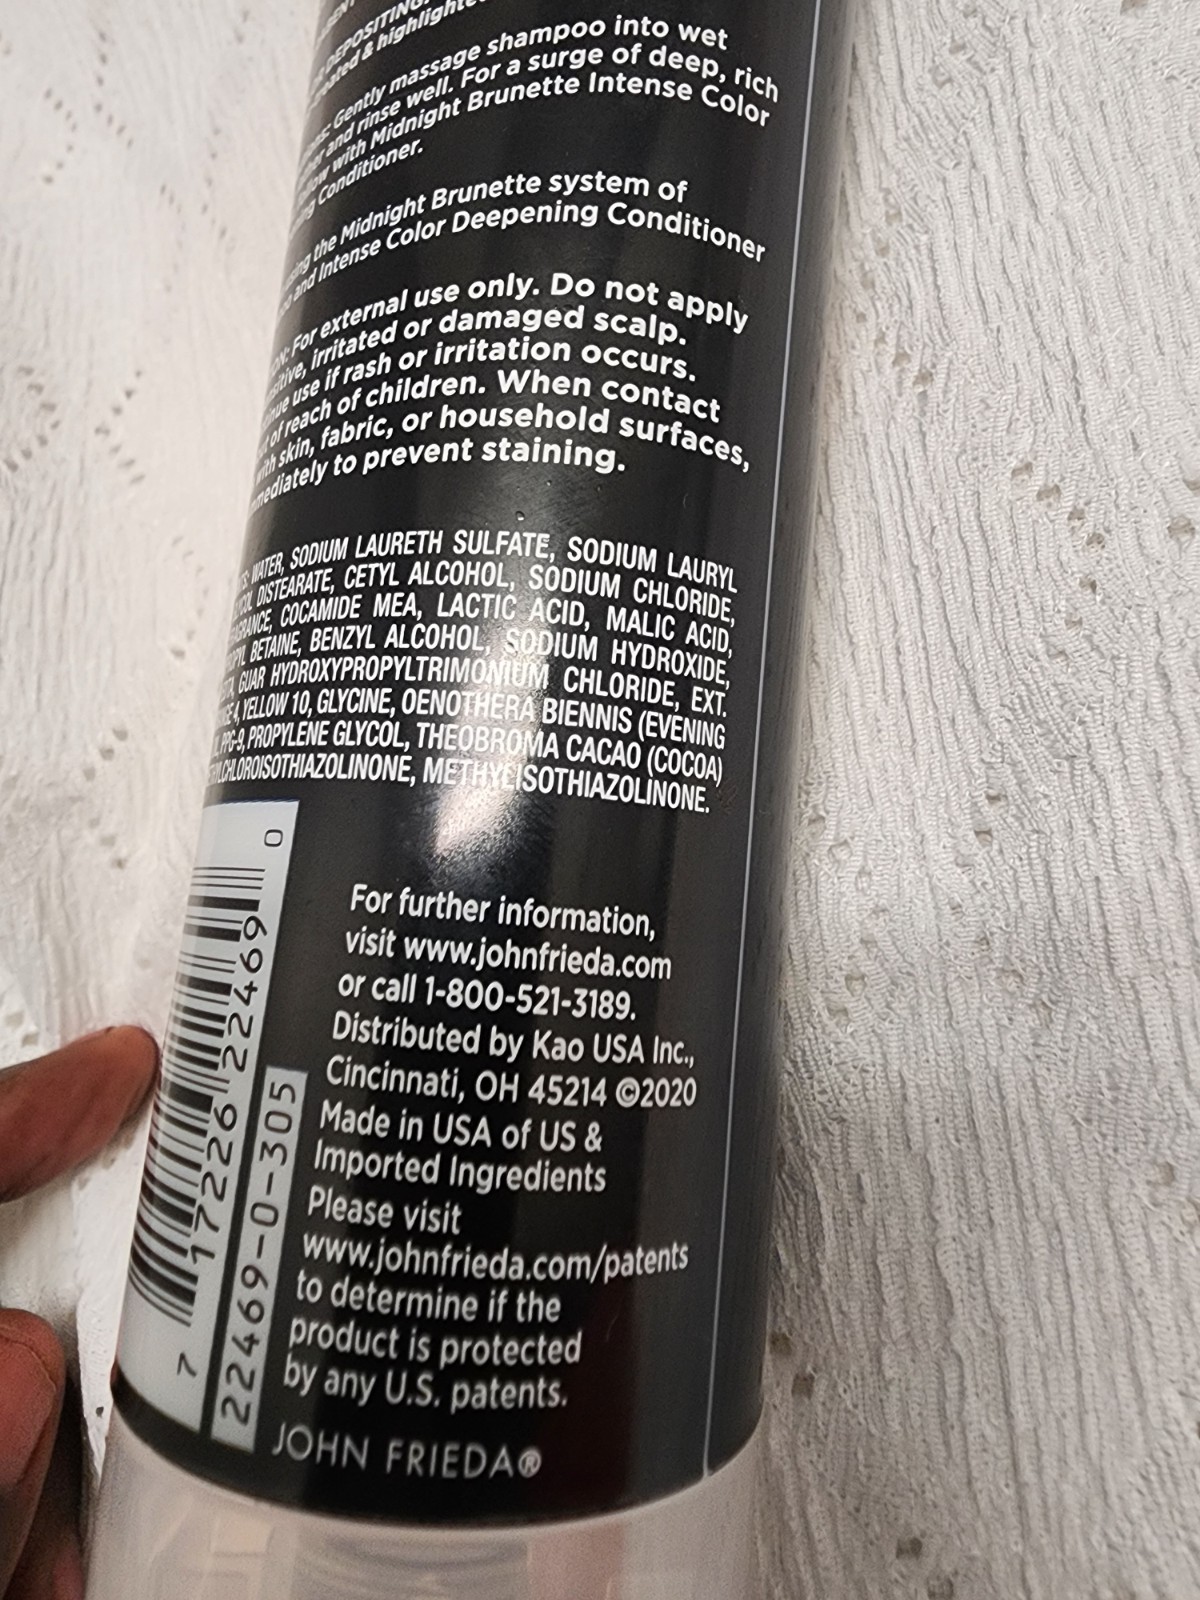 DEPOSITING
& highlighted
Gently massage shampoo into wet
and rinse well. For a surge of deep, rich
with Midnight Brunette Intense Color
Conditioner.
the Midnight Brunette system of
and Intense Color Deepening Conditioner
For external use only. Do not apply
irritated or damaged scalp.
use if rash or irritation occurs.
of reach of children. When contact
with skin, fabric, or household surfaces,
to prevent staining.
WATER, SODIUM LAURETH SULFATE, SODIUM LAURYL
DISTEARATE, CETYL ALCOHOL, SODIUM CHLORIDE,
COCAMIDE MEA, LACTIC ACID, MALIC ACID,
BETAINE, BENZYL ALCOHOL, SODIUM HYDROXIDE,
GUAR HYDROXYPROPYLTRIMONIUM CHLORIDE, EXT.
4, YELLOW 10, GLYCINE, OENOTHERA BIENNIS (EVENING
PPG-9, PROPYLENE GLYCOL, THEOBROMA CACAO (COCOA)
METHYLISOTHIAZOLINONE.
7 17226 22469 0
22469-0-305
For further information,
visit www.johnfrieda.com
or call 1-800-521-3189.
Distributed by Kao USA Inc.,
Cincinnati, OH 45214 ©2020
Made in USA of US &
Imported Ingredients
Please visit
www.johnfrieda.com/patents
to determine if the
product is protected
by any U.S. patents.
JOHN FRIEDA®